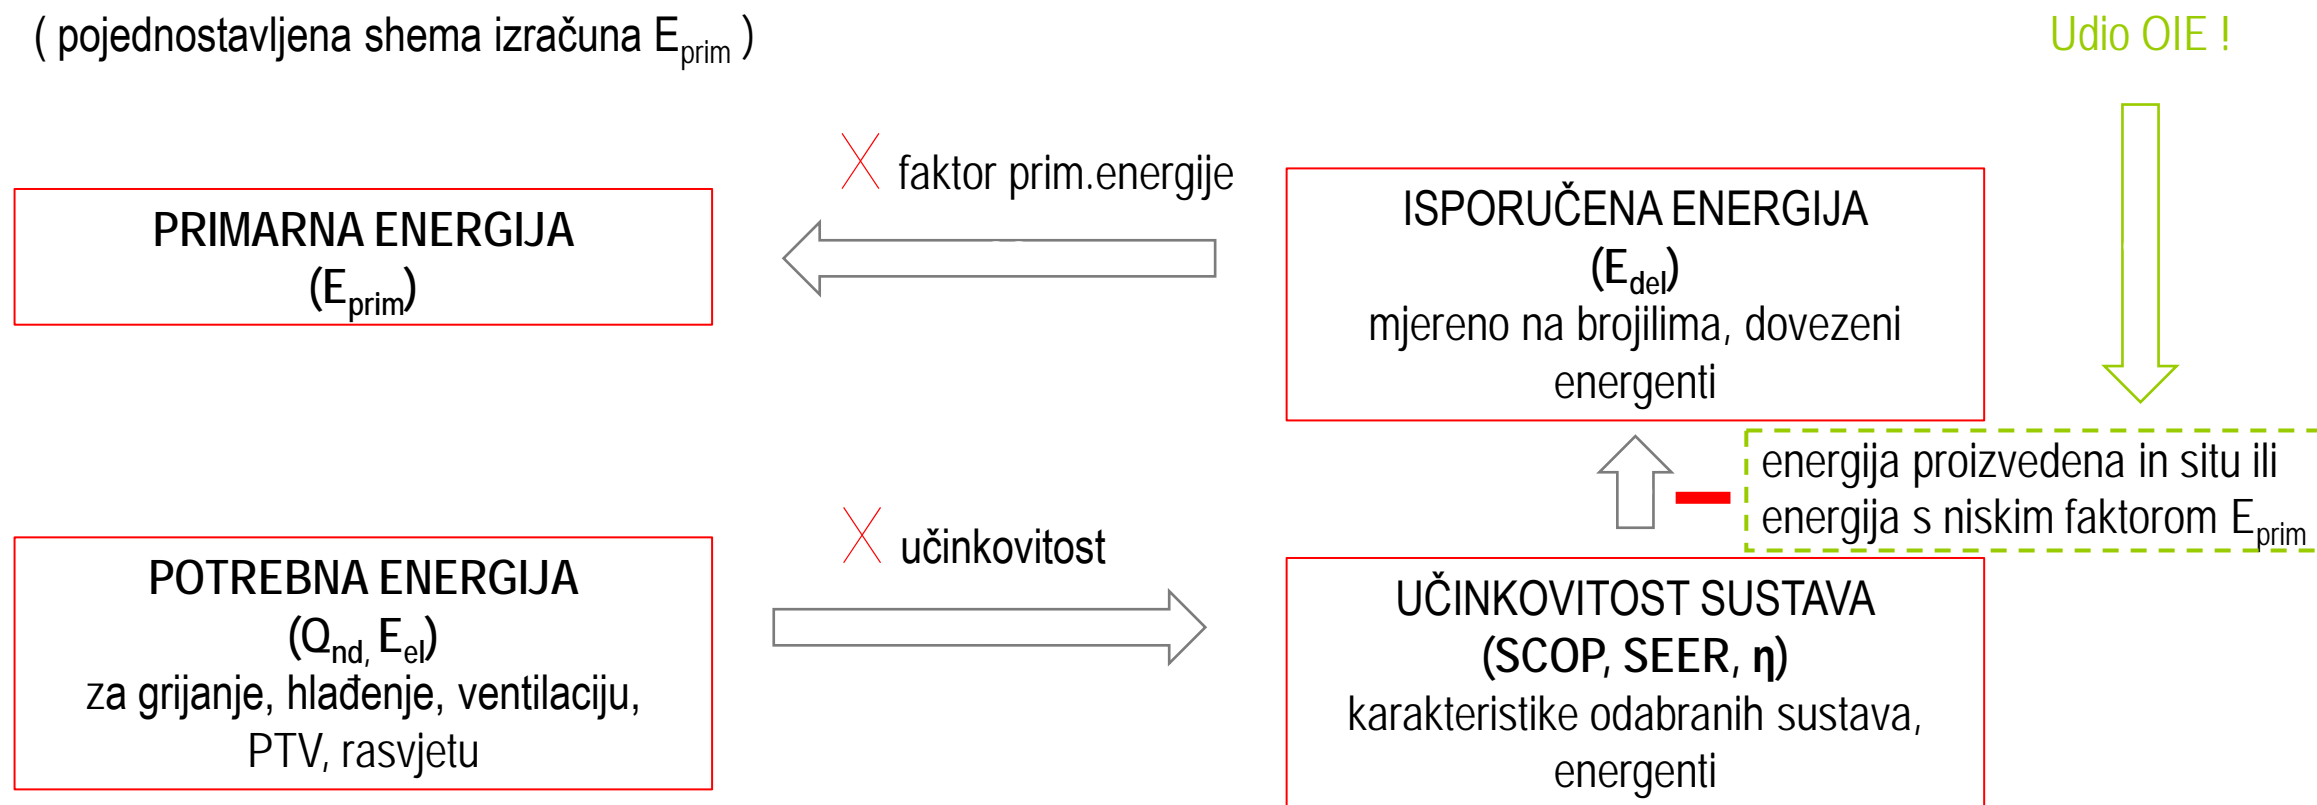 ( pojednostavljena shema izračuna Eprim )
Udio OIE !
faktor prim.energije
PRIMARNA ENERGIJA
(Eprim)
ISPORUČENA ENERGIJA
(Edel)
mjereno na brojilima, dovezeni
energenti
energija proizvedena in situ ili
energija s niskim faktorom Eprim
učinkovitost
POTREBNA ENERGIJA
(Qnd, Eel)
za grijanje, hlađenje, ventilaciju,
PTV, rasvjetu
UČINKOVITOST SUSTAVA
(SCOP, SEER, η)
karakteristike odabranih sustava,
energenti